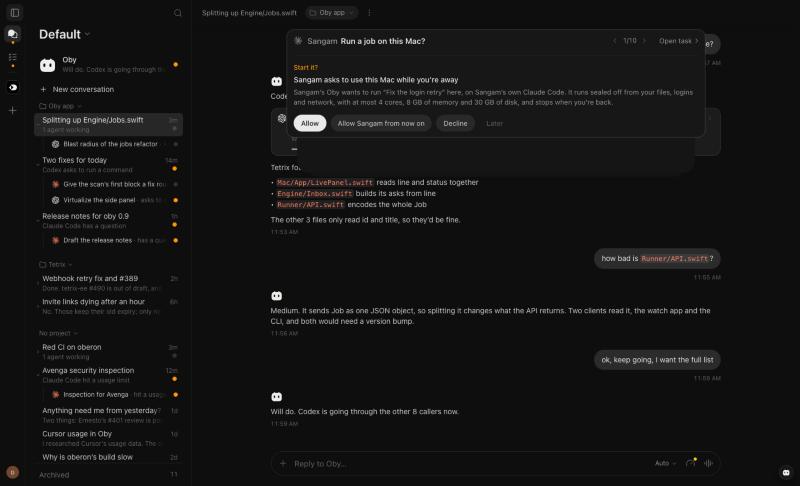 Default
Oby
Will do. Codex is going through th
New conversation
Oby app
Splitting up Engine/Jobs.swift 3m
1 agent working
Blast radius of the jobs refactor
Two fixes for today 14m
Codex asks to run a command
Give the scan's first block a fix rou
Virtualize the side panel · asks to
Release notes for oby 0.9 1h
Claude Code has a question
Draft the release notes · has a que
Tetrix
Webhook retry fix and #389 2h
Done. tetrix-ee #490 is out of draft, an
Invite links dying after an hour 6h
No. Those keep their old expiry; only ne
No project
Red CI on oberon 3m
1 agent working
Avenga security inspection 12m
Claude Code hit a usage limit
Inspection for Avenga · hit a usage
Anything need me from yesterday? 1d
Two things: Ernesto's #401 review is po
Cursor usage in Oby 1d
I researched Cursor's usage data. The
Why is oberon's build slow 2d
Archived 11
D
Splitting up Engine/Jobs.swift Oby app
Sangam Run a job on this Mac? 1/10 Open task
Start it?
Sangam asks to use this Mac while you're away
Sangam's Oby wants to run "Fix the login retry" here, on Sangam's own Claude Code. It runs sealed off from your files, logins
and network, with at most 4 cores, 8 GB of memory and 30 GB of disk, and stops when you're back.
Allow Allow Sangam from now on Decline Later
Tetrix fo
• Mac/App/LivePanel.swift reads line and status together
• Engine/Inbox.swift builds its asks from line
• Runner/API.swift encodes the whole Job
The other 3 files only read id and title, so they'd be fine.
11:53 AM
how bad is Runner/API.swift?
11:55 AM
Medium. It sends Job as one JSON object, so splitting it changes what the API returns. Two clients read it, the watch app and the
CLI, and both would need a version bump.
11:56 AM
ok, keep going, I want the full list
11:59 AM
Will do. Codex is going through the other 8 callers now.
11:59 AM
Reply to Oby... Auto